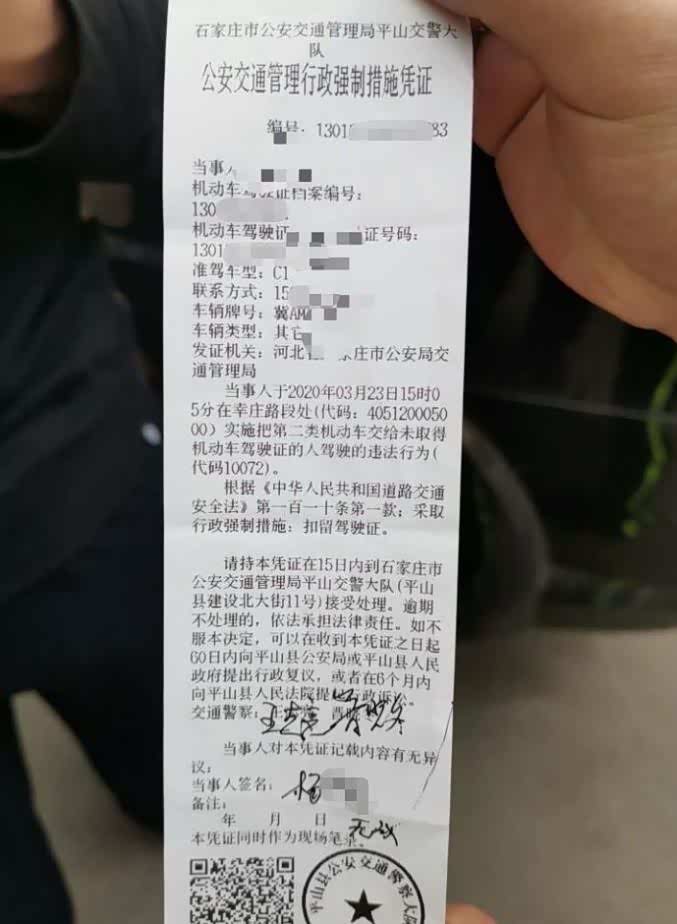 石家庄市公安交通管理局平山交警大
队
公安交通管理行政强制措施凭证
编号: 1301 83
当事人
机动车驾驶证档案编号:
130
机动车驾驶证 证号码:
1301
准驾车型: C1
联系方式: 15
车辆牌号: 冀AM
车辆类型: 其它
发证机关: 河北 家庄市公安局交
通管理局
当事人于2020年03月23日15时0
5分在幸庄路段处(代码: 4051200050
00) 实施把第二类机动车交给未取得
机动车驾驶证的人驾驶的违法行为(
代码10072)。
根据《中华人民共和国道路交通
安全法》第一百一十条第一款; 采取
行政强制措施: 扣留驾驶证。
请持本凭证在15日内到石家庄市
公安交通管理局平山交警大队(平山
县建设北大街11号)接受处理。逾期
不处理的, 依法承担法律责任。如不
服本决定, 可以在收到本凭证之日起
60日内向平山县公安局或平山县人民
政府提出行政复议, 或者在6个月内
向平山县人民法院提 行政诉讼。
交通警察:
当事人对本凭证记载内容有无异
议:
当事人签名: 杨
备注:
年 月 日
本凭证同时作为现场笔录。
平山县公安交通警察大队